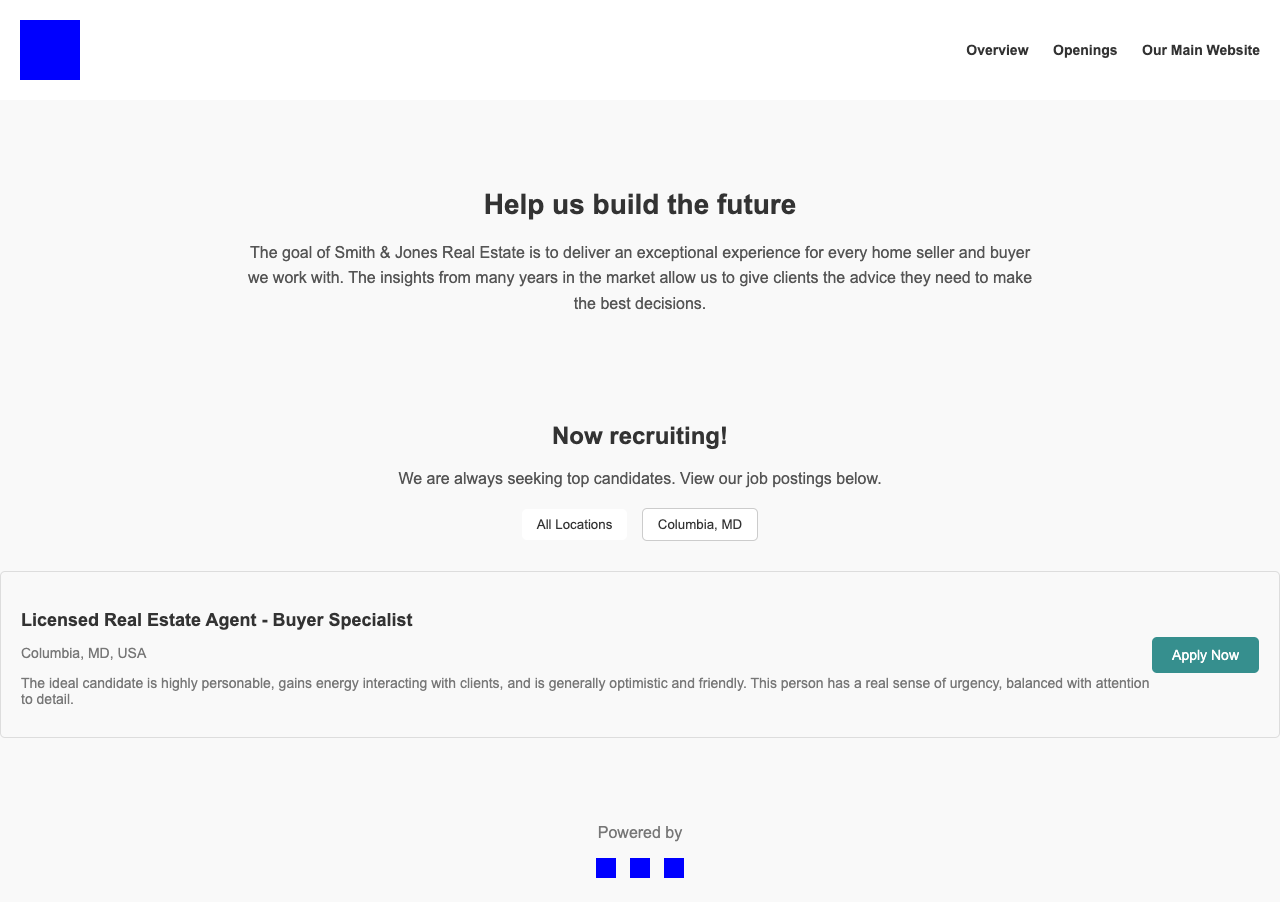 Overview Openings Our Main Website
Help us build the future
The goal of Smith & Jones Real Estate is to deliver an exceptional experience for every home seller and buyer
we work with. The insights from many years in the market allow us to give clients the advice they need to make
the best decisions.
Now recruiting!
We are always seeking top candidates. View our job postings below.
All Locations Columbia, MD
Licensed Real Estate Agent - Buyer Specialist
Columbia, MD, USA
Apply Now
The ideal candidate is highly personable, gains energy interacting with clients, and is generally optimistic and friendly. This person has a real sense of urgency, balanced with attention
to detail.
Powered by